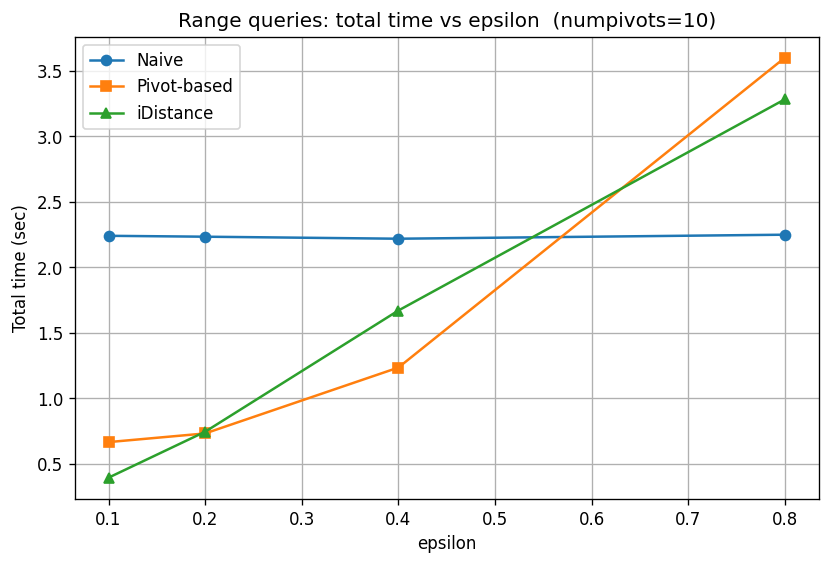 Range queries: total time vs epsilon  (numpivots=10)
Naive
Pivot-based
iDistance
Total time (sec)
3.5
3.0
2.5
2.0
1.5
1.0
0.5
0.1 0.2 0.3 0.4 0.5 0.6 0.7 0.8
epsilon